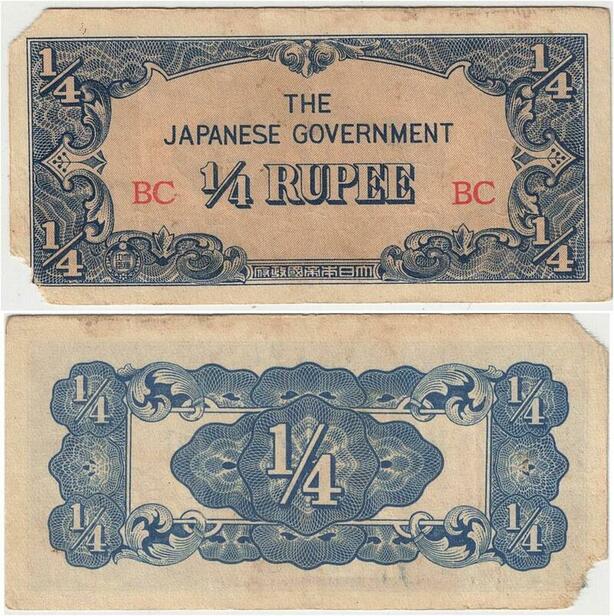 1/4 1/4
THE
JAPANESE GOVERNMENT
BC 1/4 RUPEE BC
1/4 1/4
府政國帝本日大
1/4 1/4
1/4
1/4 1/4